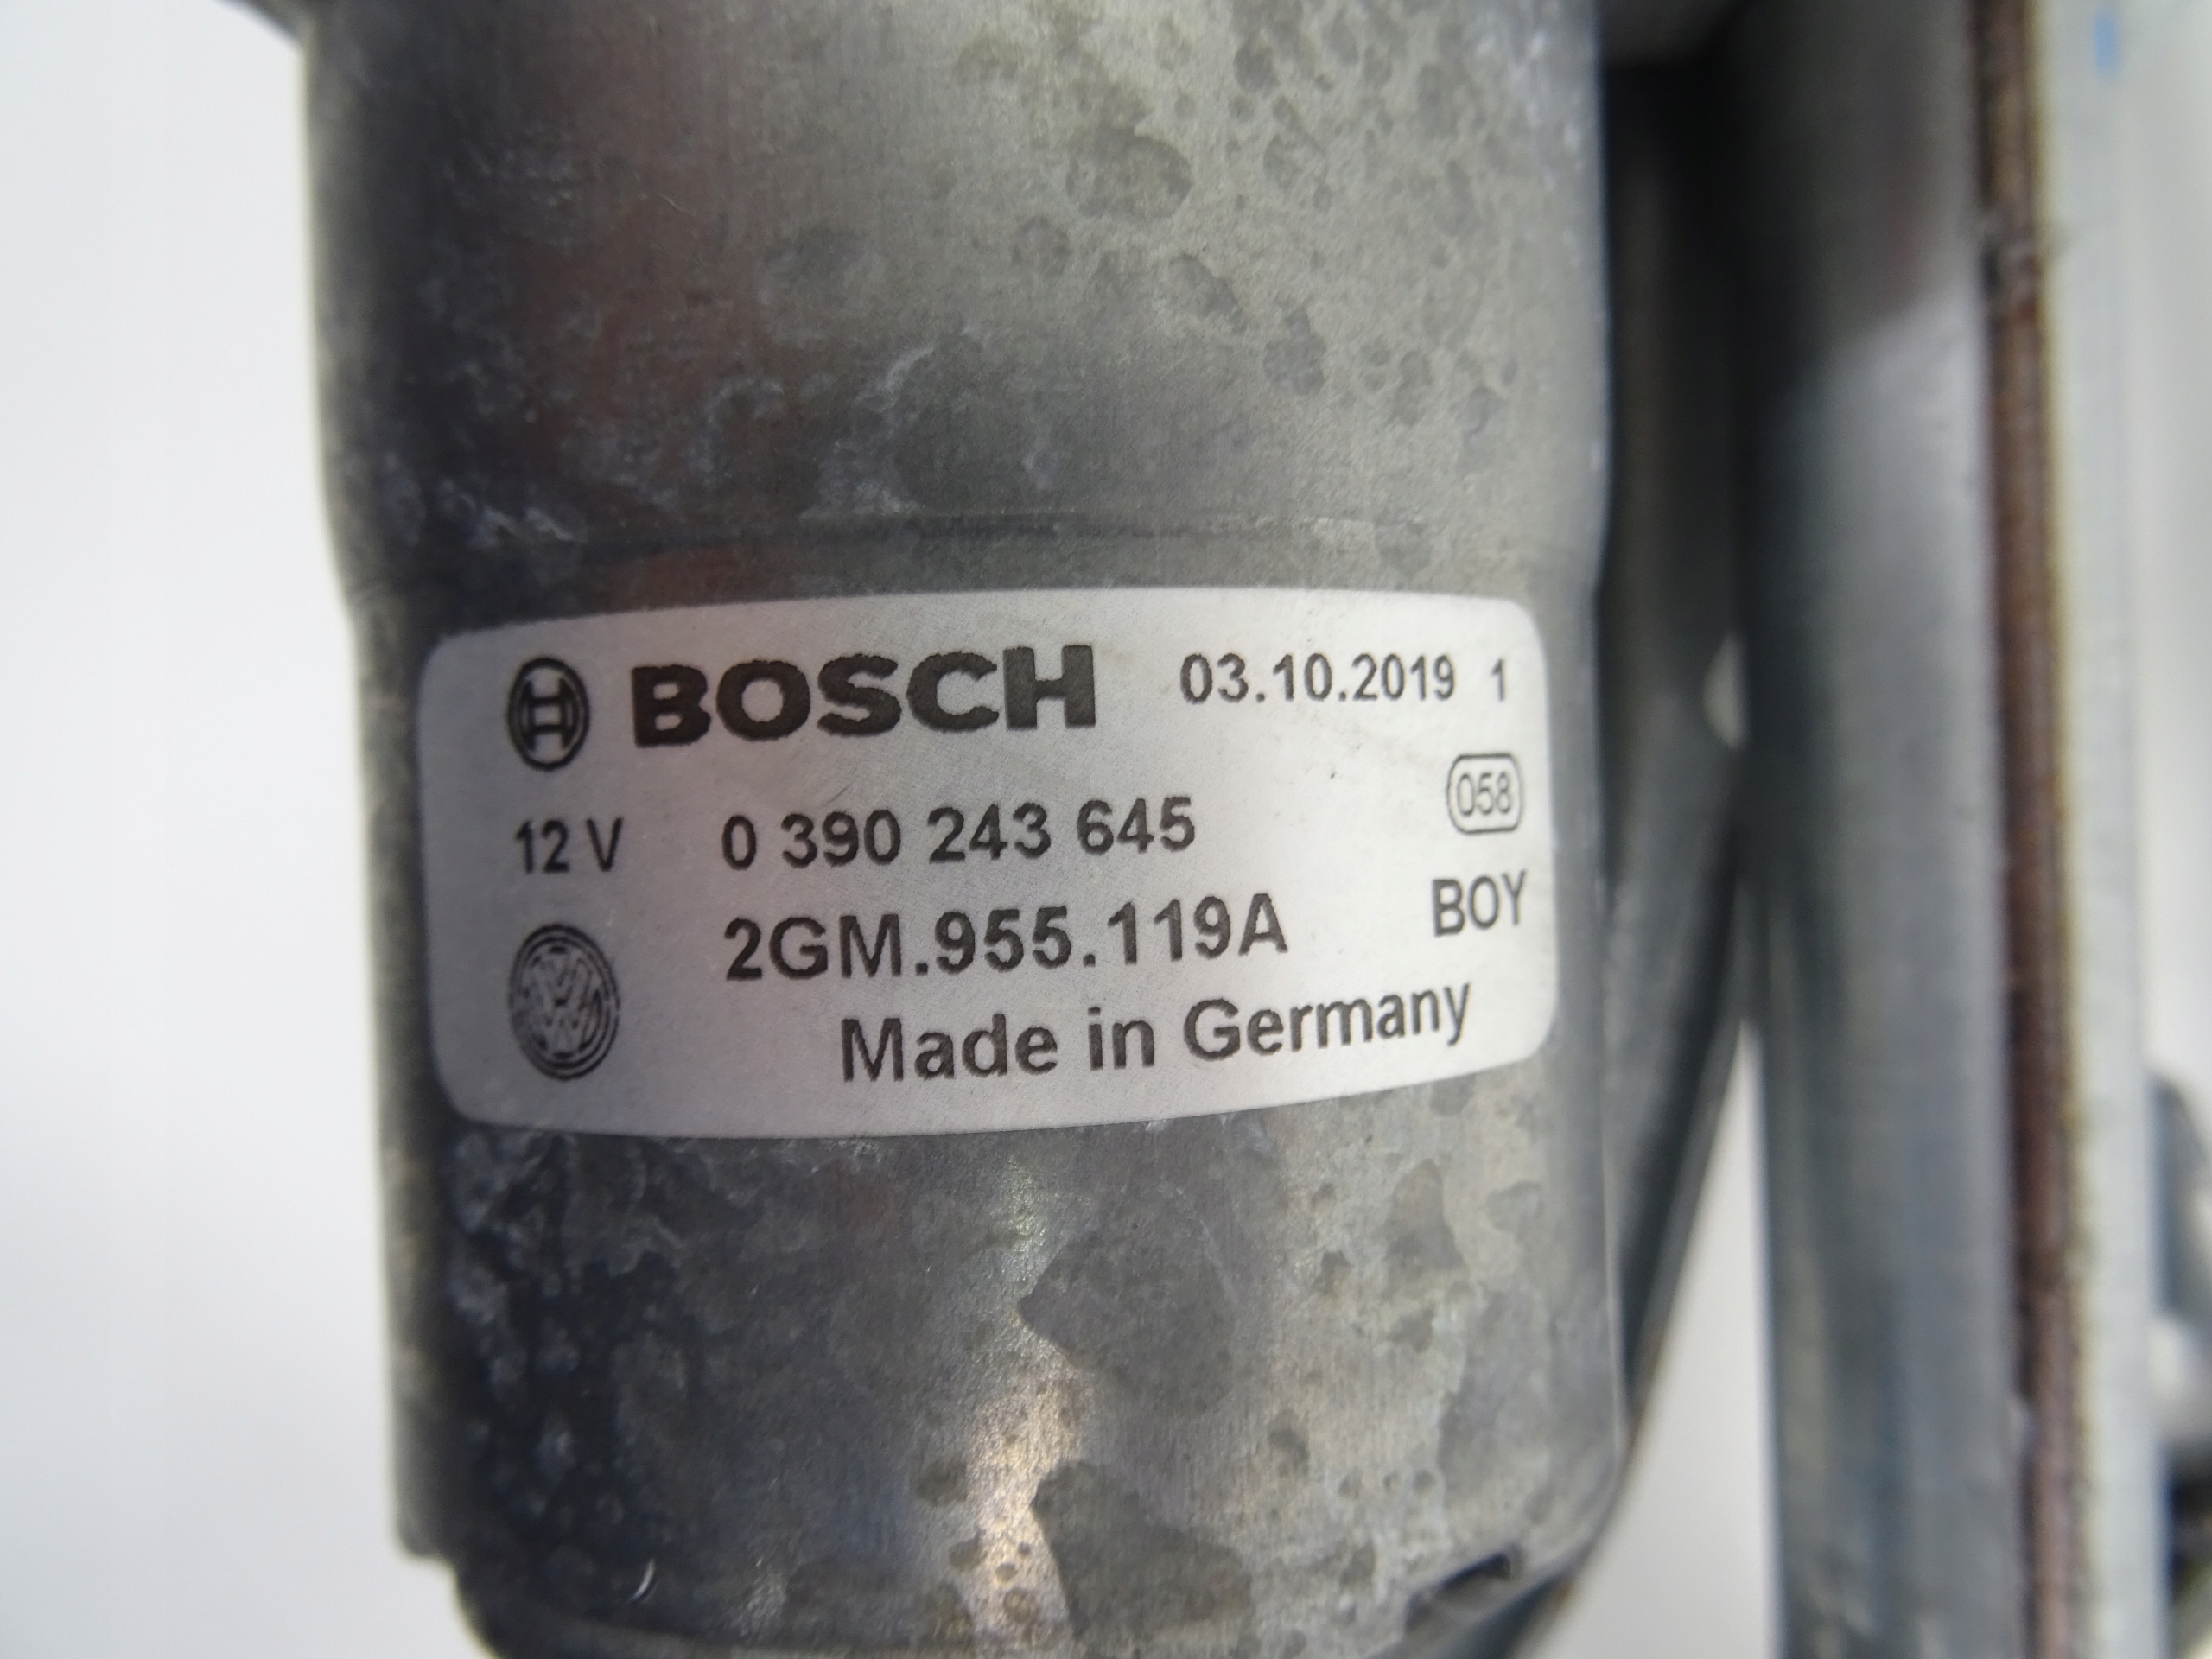 BOSCH 03.10.2019 1
058
12 V 0 390 243 645
BOY
2GM.955.119A
Made in Germany